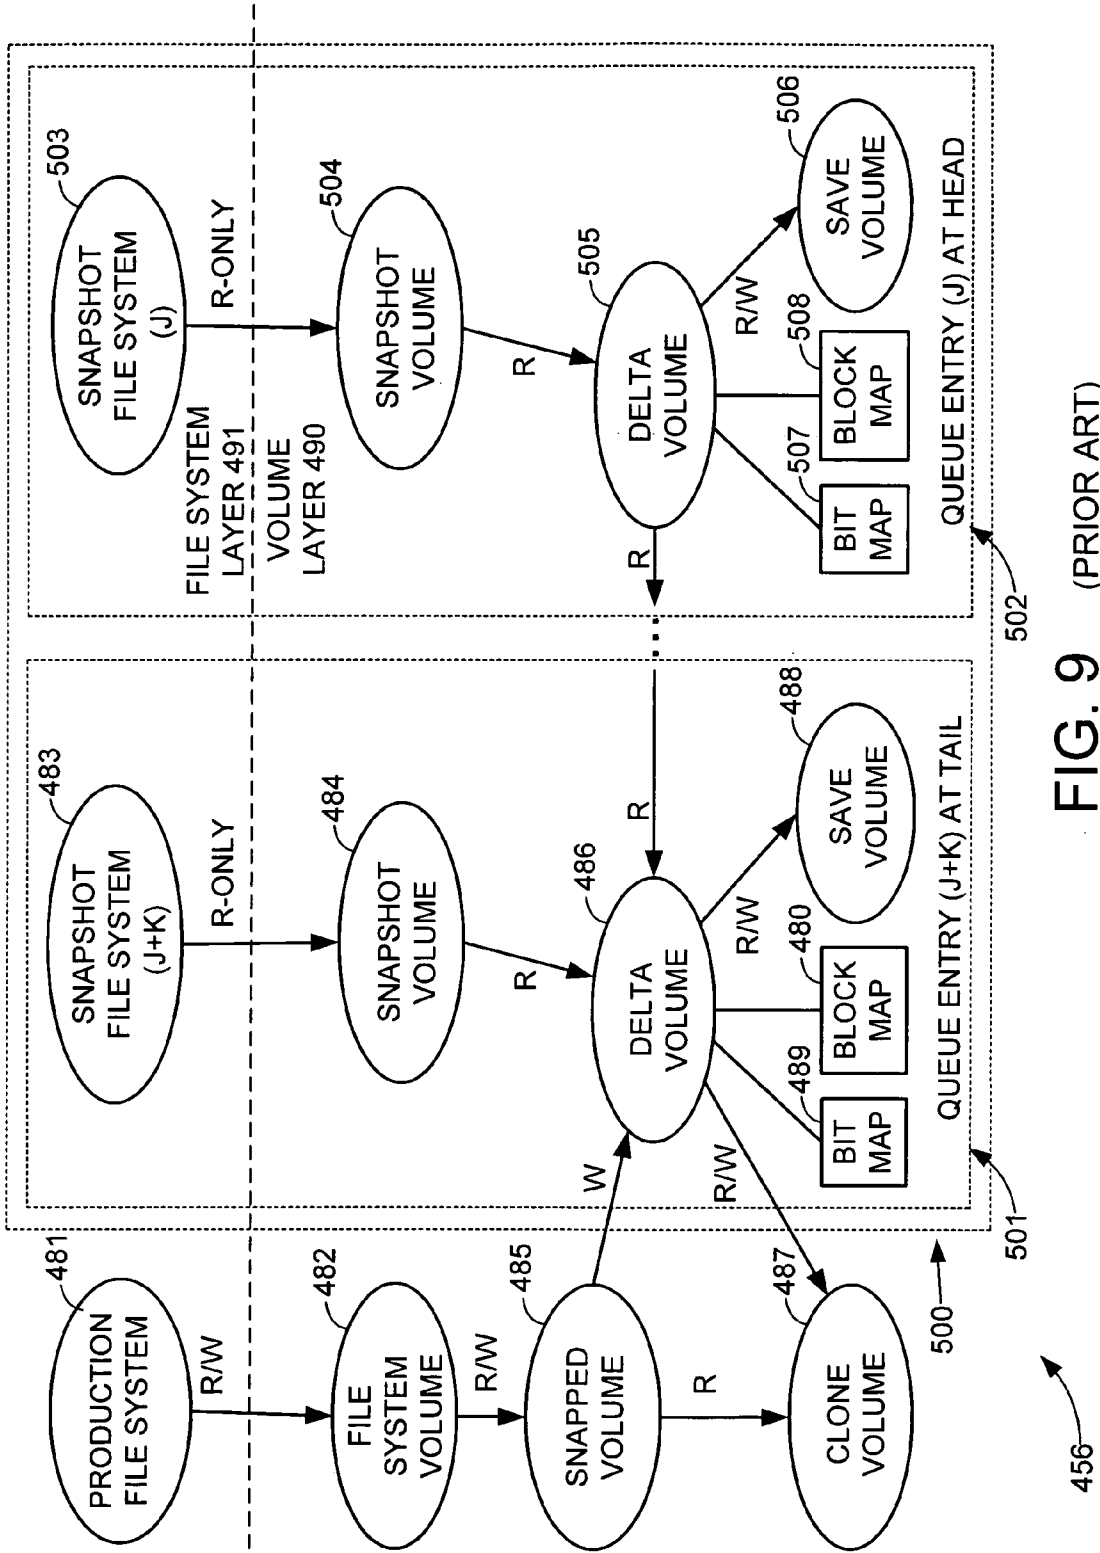 481
PRODUCTION
FILE SYSTEM
R/W
482
FILE
SYSTEM
VOLUME
R/W
485
SNAPPED
VOLUME
R
W
487
CLONE
VOLUME
483
SNAPSHOT
FILE SYSTEM
(J+K)
R-ONLY
484
SNAPSHOT
VOLUME
R
486
DELTA
VOLUME
R/W
R/W
R
489
BIT
MAP
480
BLOCK
MAP
488
SAVE
VOLUME
QUEUE ENTRY (J+K) AT TAIL
503
SNAPSHOT
FILE SYSTEM
(J)
R-ONLY
FILE SYSTEM
LAYER 491
VOLUME
LAYER 490
504
SNAPSHOT
VOLUME
R
505
DELTA
VOLUME
R
R/W
507
BIT
MAP
508
BLOCK
MAP
506
SAVE
VOLUME
QUEUE ENTRY (J) AT HEAD
500
501
502
456
FIG. 9
(PRIOR ART)